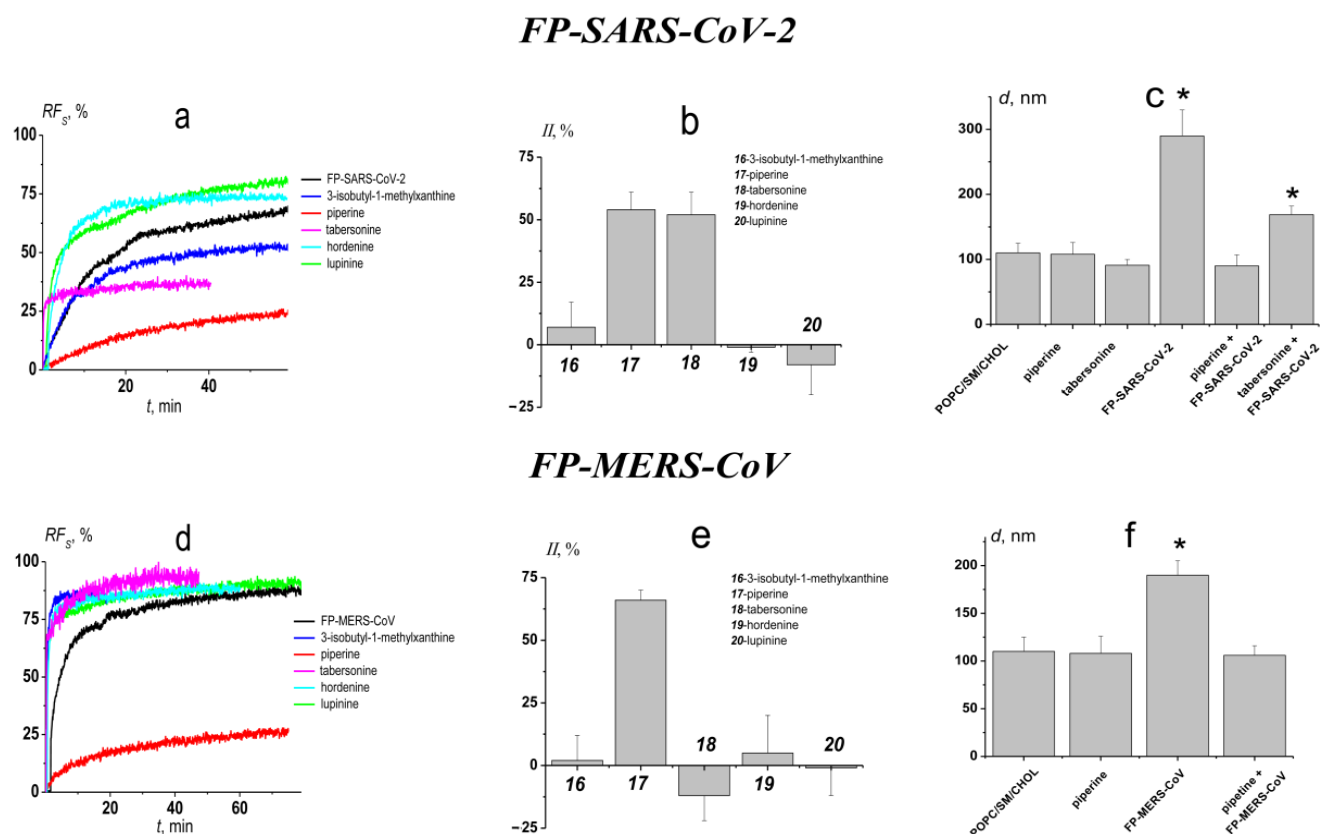 FP-SARS-CoV-2
a
RF_S, %
100
75
50
25
0
20
40
t, min
FP-SARS-CoV-2
3-isobutyl-1-methylxanthine
piperine
tabersonine
hordenine
lupinine
b
II, %
75
50
25
0
−25
16
17
18
19
20
16-3-isobutyl-1-methylxanthine
17-piperine
18-tabersonine
19-hordenine
20-lupinine
c
d, nm
300
200
100
0
*
*
POPC/SM/CHOL
piperine
tabersonine
FP-SARS-CoV-2
piperine +
FP-SARS-CoV-2
tabersonine +
FP-SARS-CoV-2
FP-MERS-CoV
d
RF_S, %
100
75
50
25
0
20
40
60
t, min
FP-MERS-CoV
3-isobutyl-1-methylxanthine
piperine
tabersonine
hordenine
lupinine
e
II, %
75
50
25
0
−25
16
17
18
19
20
16-3-isobutyl-1-methylxanthine
17-piperine
18-tabersonine
19-hordenine
20-lupinine
f
d, nm
200
150
100
50
0
*
POPC/SM/CHOL
piperine
FP-MERS-CoV
pipetine +
FP-MERS-CoV